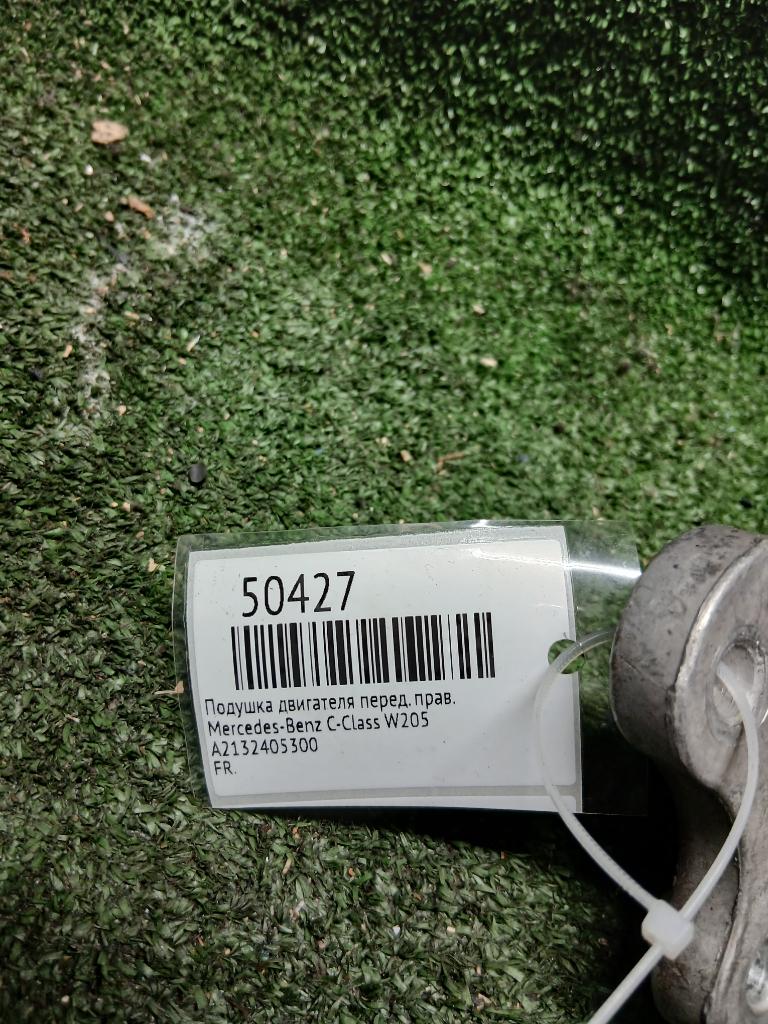 50427
Подушка двигателя перед. прав.
Mercedes-Benz C-Class W205
A2132405300
FR.